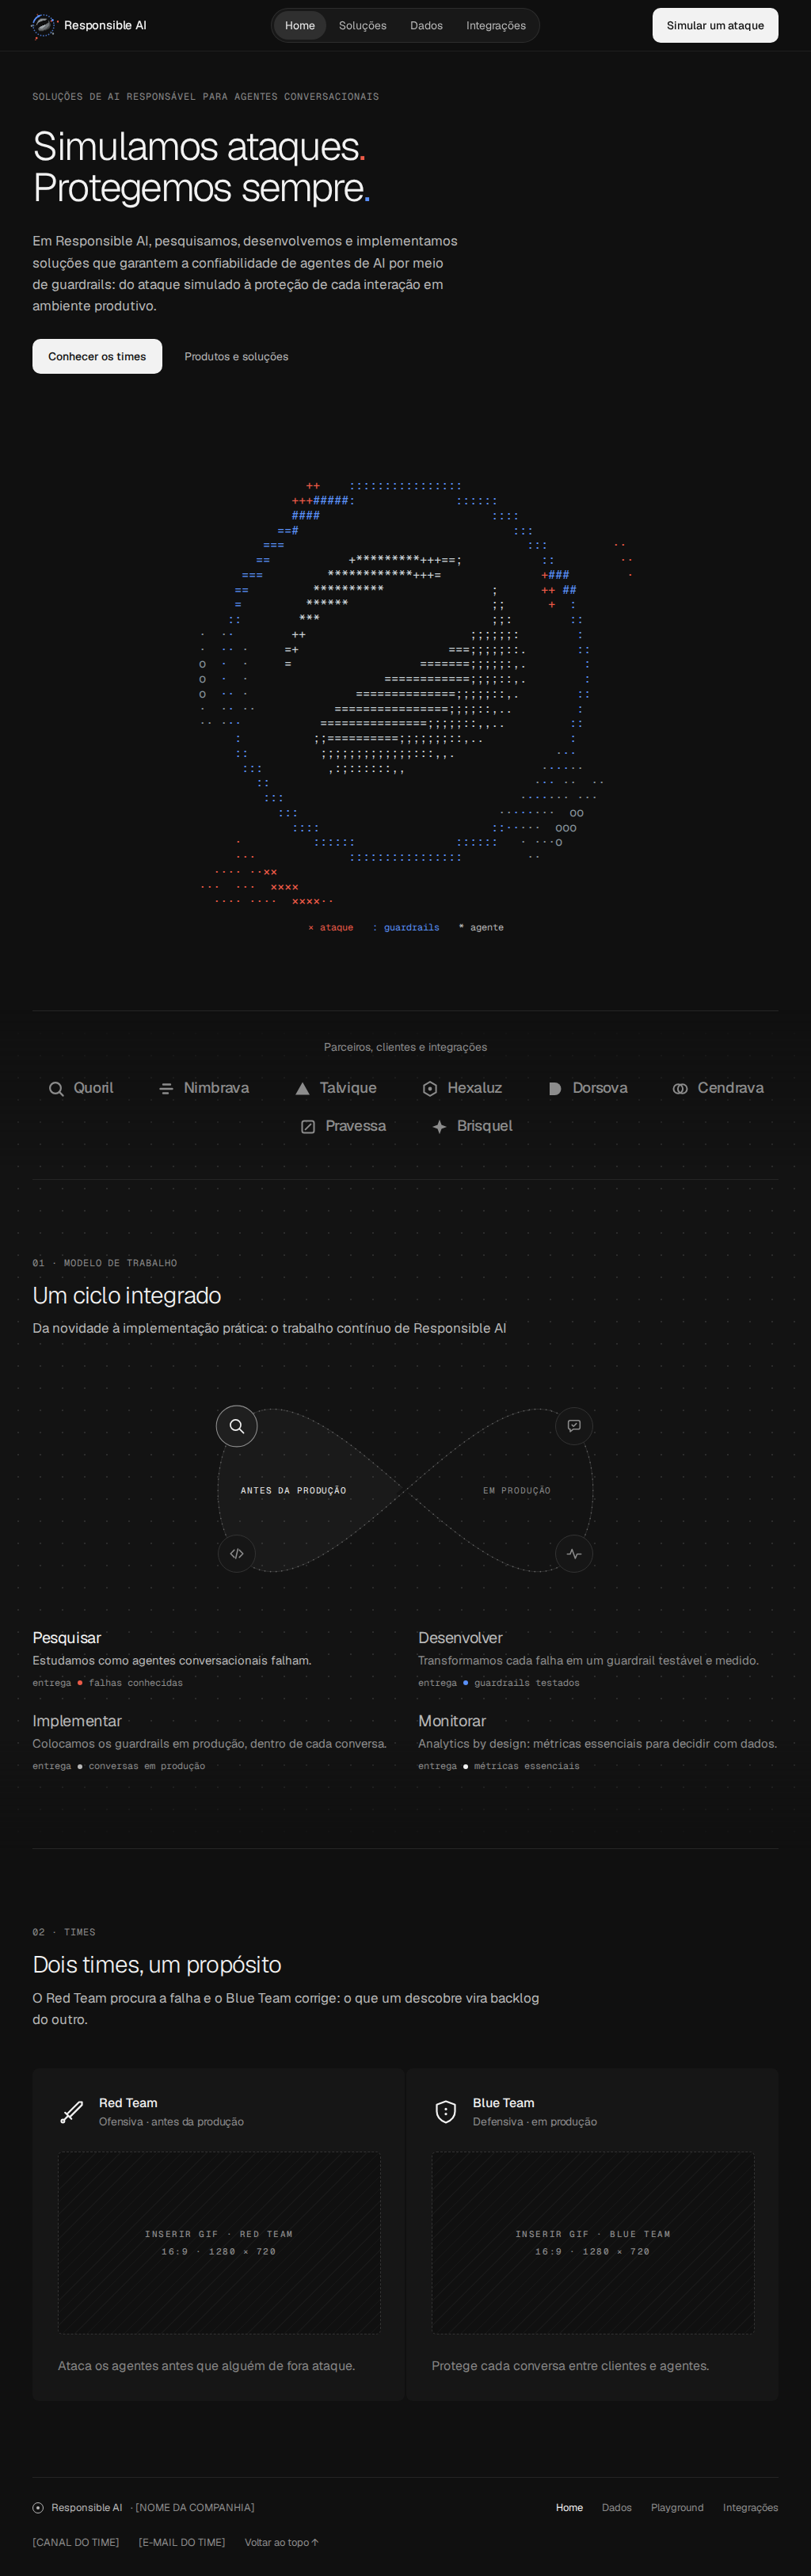 Responsible AI
Home Soluções Dados Integrações
Simular um ataque
SOLUÇÕES DE AI RESPONSÁVEL PARA AGENTES CONVERSACIONAIS
Simulamos ataques.
Protegemos sempre.
Em Responsible AI, pesquisamos, desenvolvemos e implementamos
soluções que garantem a confiabilidade de agentes de AI por meio
de guardrails: do ataque simulado à proteção de cada interação em
ambiente produtivo.
Conhecer os times
Produtos e soluções
× ataque : guardrails * agente
Parceiros, clientes e integrações
Quoril Nimbrava Talvique Hexaluz Dorsova Cendrava
Pravessa Brisquel
01 · MODELO DE TRABALHO
Um ciclo integrado
Da novidade à implementação prática: o trabalho contínuo de Responsible AI
ANTES DA PRODUÇÃO
EM PRODUÇÃO
Pesquisar
Estudamos como agentes conversacionais falham.
entrega ● falhas conhecidas
Desenvolver
Transformamos cada falha em um guardrail testável e medido.
entrega ● guardrails testados
Implementar
Colocamos os guardrails em produção, dentro de cada conversa.
entrega ● conversas em produção
Monitorar
Analytics by design: métricas essenciais para decidir com dados.
entrega ● métricas essenciais
02 · TIMES
Dois times, um propósito
O Red Team procura a falha e o Blue Team corrige: o que um descobre vira backlog
do outro.
Red Team
Ofensiva · antes da produção
INSERIR GIF · RED TEAM
16:9 · 1280 × 720
Ataca os agentes antes que alguém de fora ataque.
Blue Team
Defensiva · em produção
INSERIR GIF · BLUE TEAM
16:9 · 1280 × 720
Protege cada conversa entre clientes e agentes.
Responsible AI · [NOME DA COMPANHIA]
Home Dados Playground Integrações
[CANAL DO TIME] [E-MAIL DO TIME] Voltar ao topo ↑